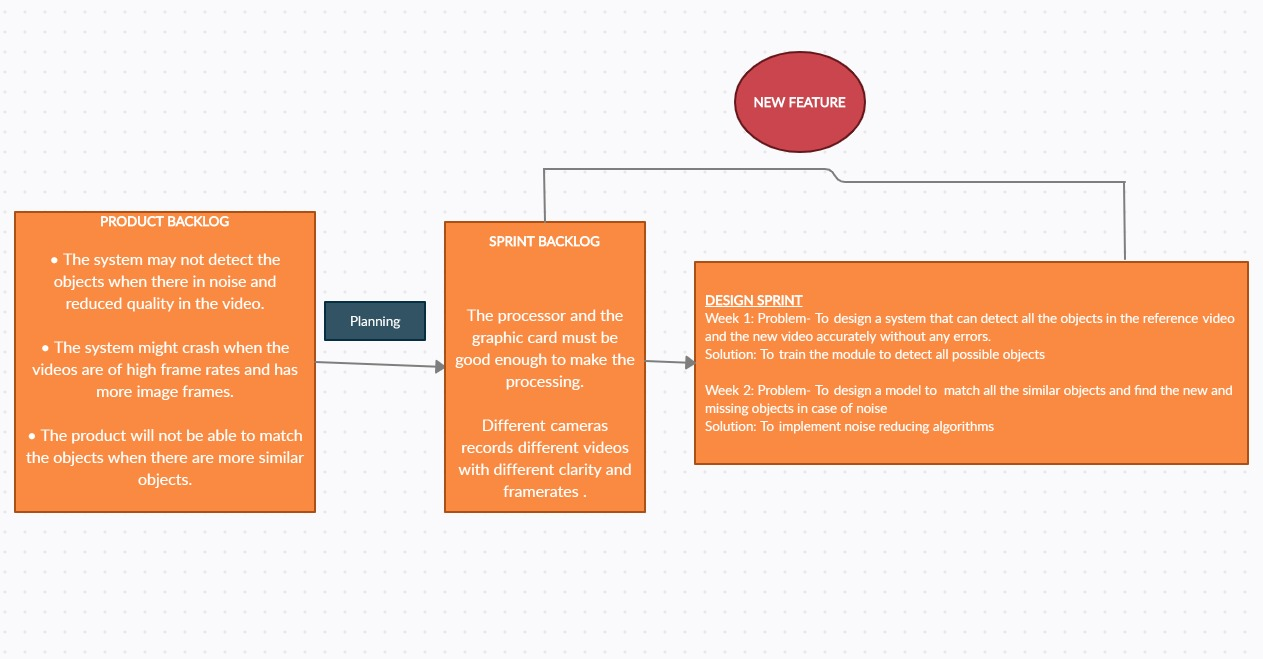 NEW FEATURE
PRODUCT BACKLOG
• The system may not detect the
objects when there in noise and
reduced quality in the video.
• The system might crash when the
videos are of high frame rates and has
more image frames.
• The product will not be able to match
the objects when there are more similar
objects.
Planning
SPRINT BACKLOG
The processor and the
graphic card must be
good enough to make the
processing.
Different cameras
records different videos
with different clarity and
framerates .
DESIGN SPRINT
Week 1: Problem- To design a system that can detect all the objects in the reference video
and the new video accurately without any errors.
Solution: To train the module to detect all possible objects
Week 2: Problem- To design a model to match all the similar objects and find the new and
missing objects in case of noise
Solution: To implement noise reducing algorithms